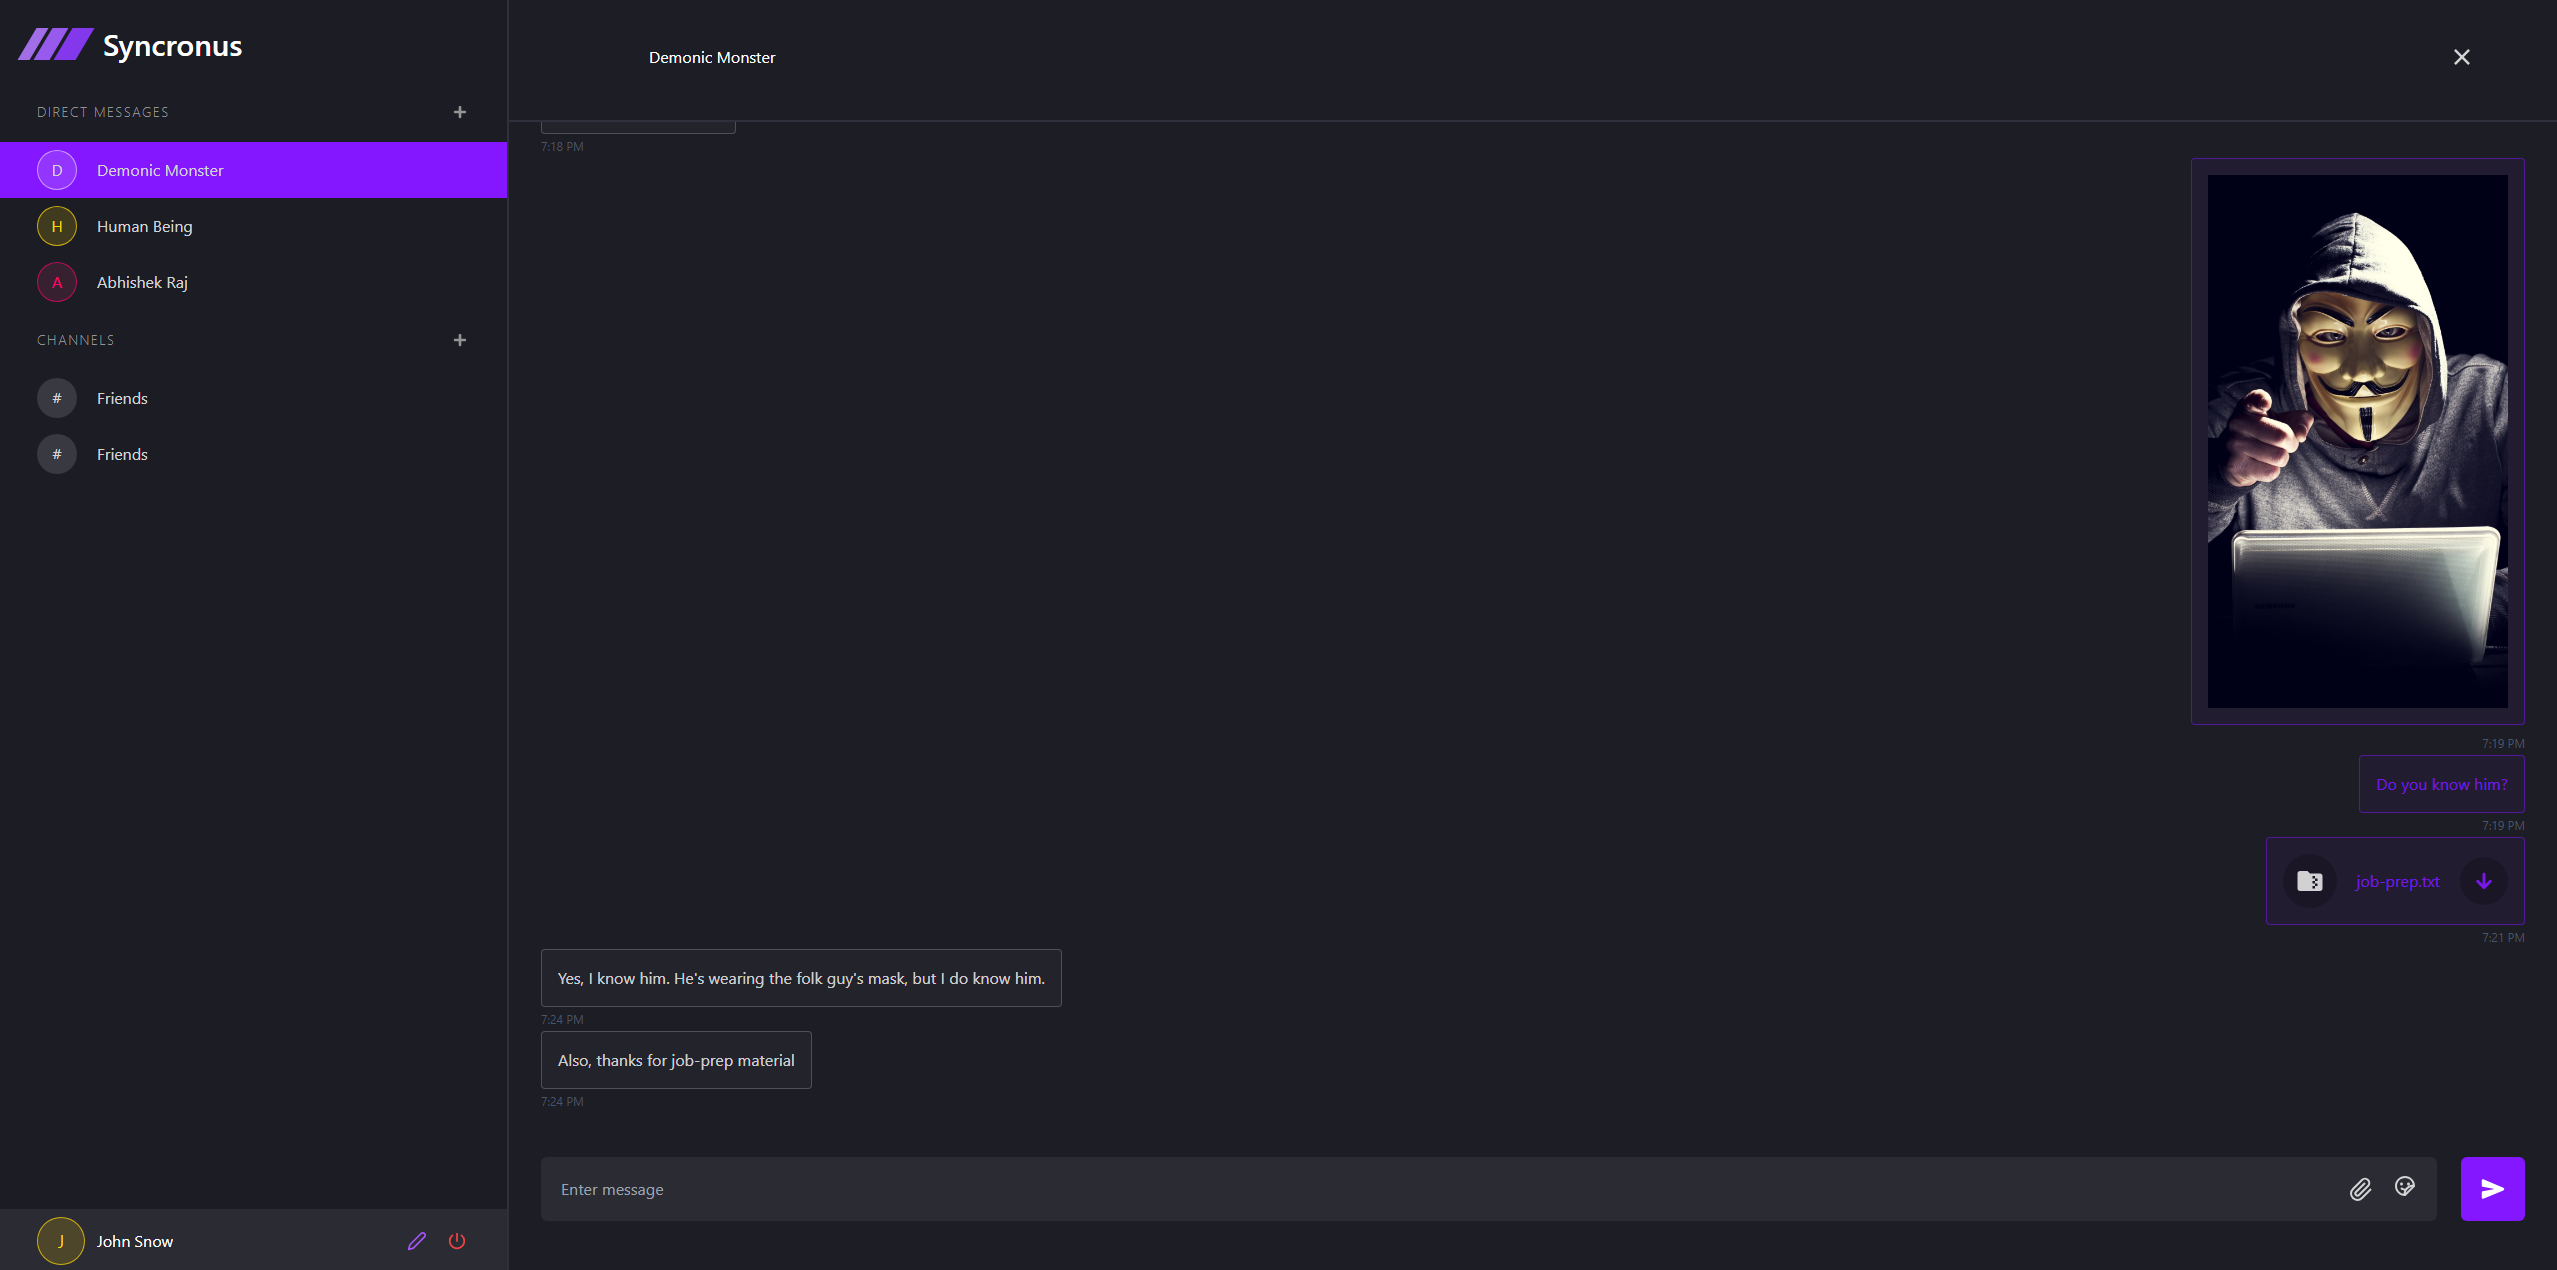 Syncronus
DIRECT MESSAGES
D Demonic Monster
H Human Being
A Abhishek Raj
CHANNELS
# Friends
# Friends
J John Snow
Demonic Monster
7:18 PM
7:19 PM
Do you know him?
7:19 PM
job-prep.txt
7:21 PM
Yes, I know him. He's wearing the folk guy's mask, but I do know him.
7:24 PM
Also, thanks for job-prep material
7:24 PM
Enter message